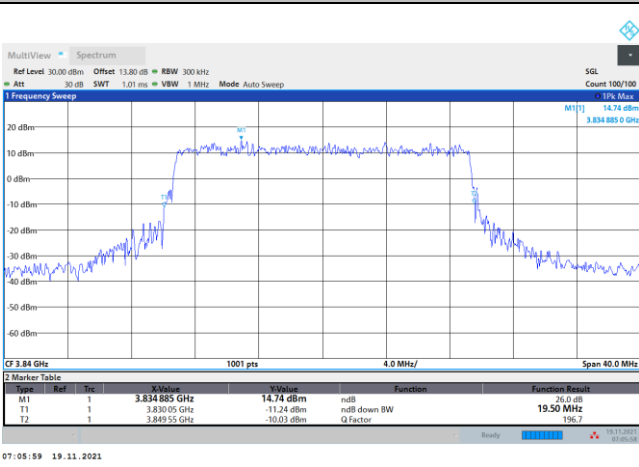 MultiView Spectrum
Ref Level 30.00 dBm Offset 13.80 dB RBW 300 kHz SGL
Att 30 dB SWT 1.01 ms VBW 1 MHz Mode Auto Sweep Count 100/100
1 Frequency Sweep 1Pk Max
M1[1] 14.74 dBm
3.834 885 0 GHz
20 dBm
M1
10 dBm
0 dBm
T1
T2
-10 dBm
-20 dBm
-30 dBm
-40 dBm
-50 dBm
-60 dBm
CF 3.84 GHz 1001 pts 4.0 MHz/ Span 40.0 MHz
2 Marker Table
Type Ref Trc X-Value Y-Value Function Function Result
M1 1 3.834 885 GHz 14.74 dBm ndB 26.0 dB
T1 1 3.830 05 GHz -11.24 dBm ndB down BW 19.50 MHz
T2 1 3.849 55 GHz -10.03 dBm Q Factor 196.7
Ready 19.11.2021
07:05:58
07:05:59 19.11.2021